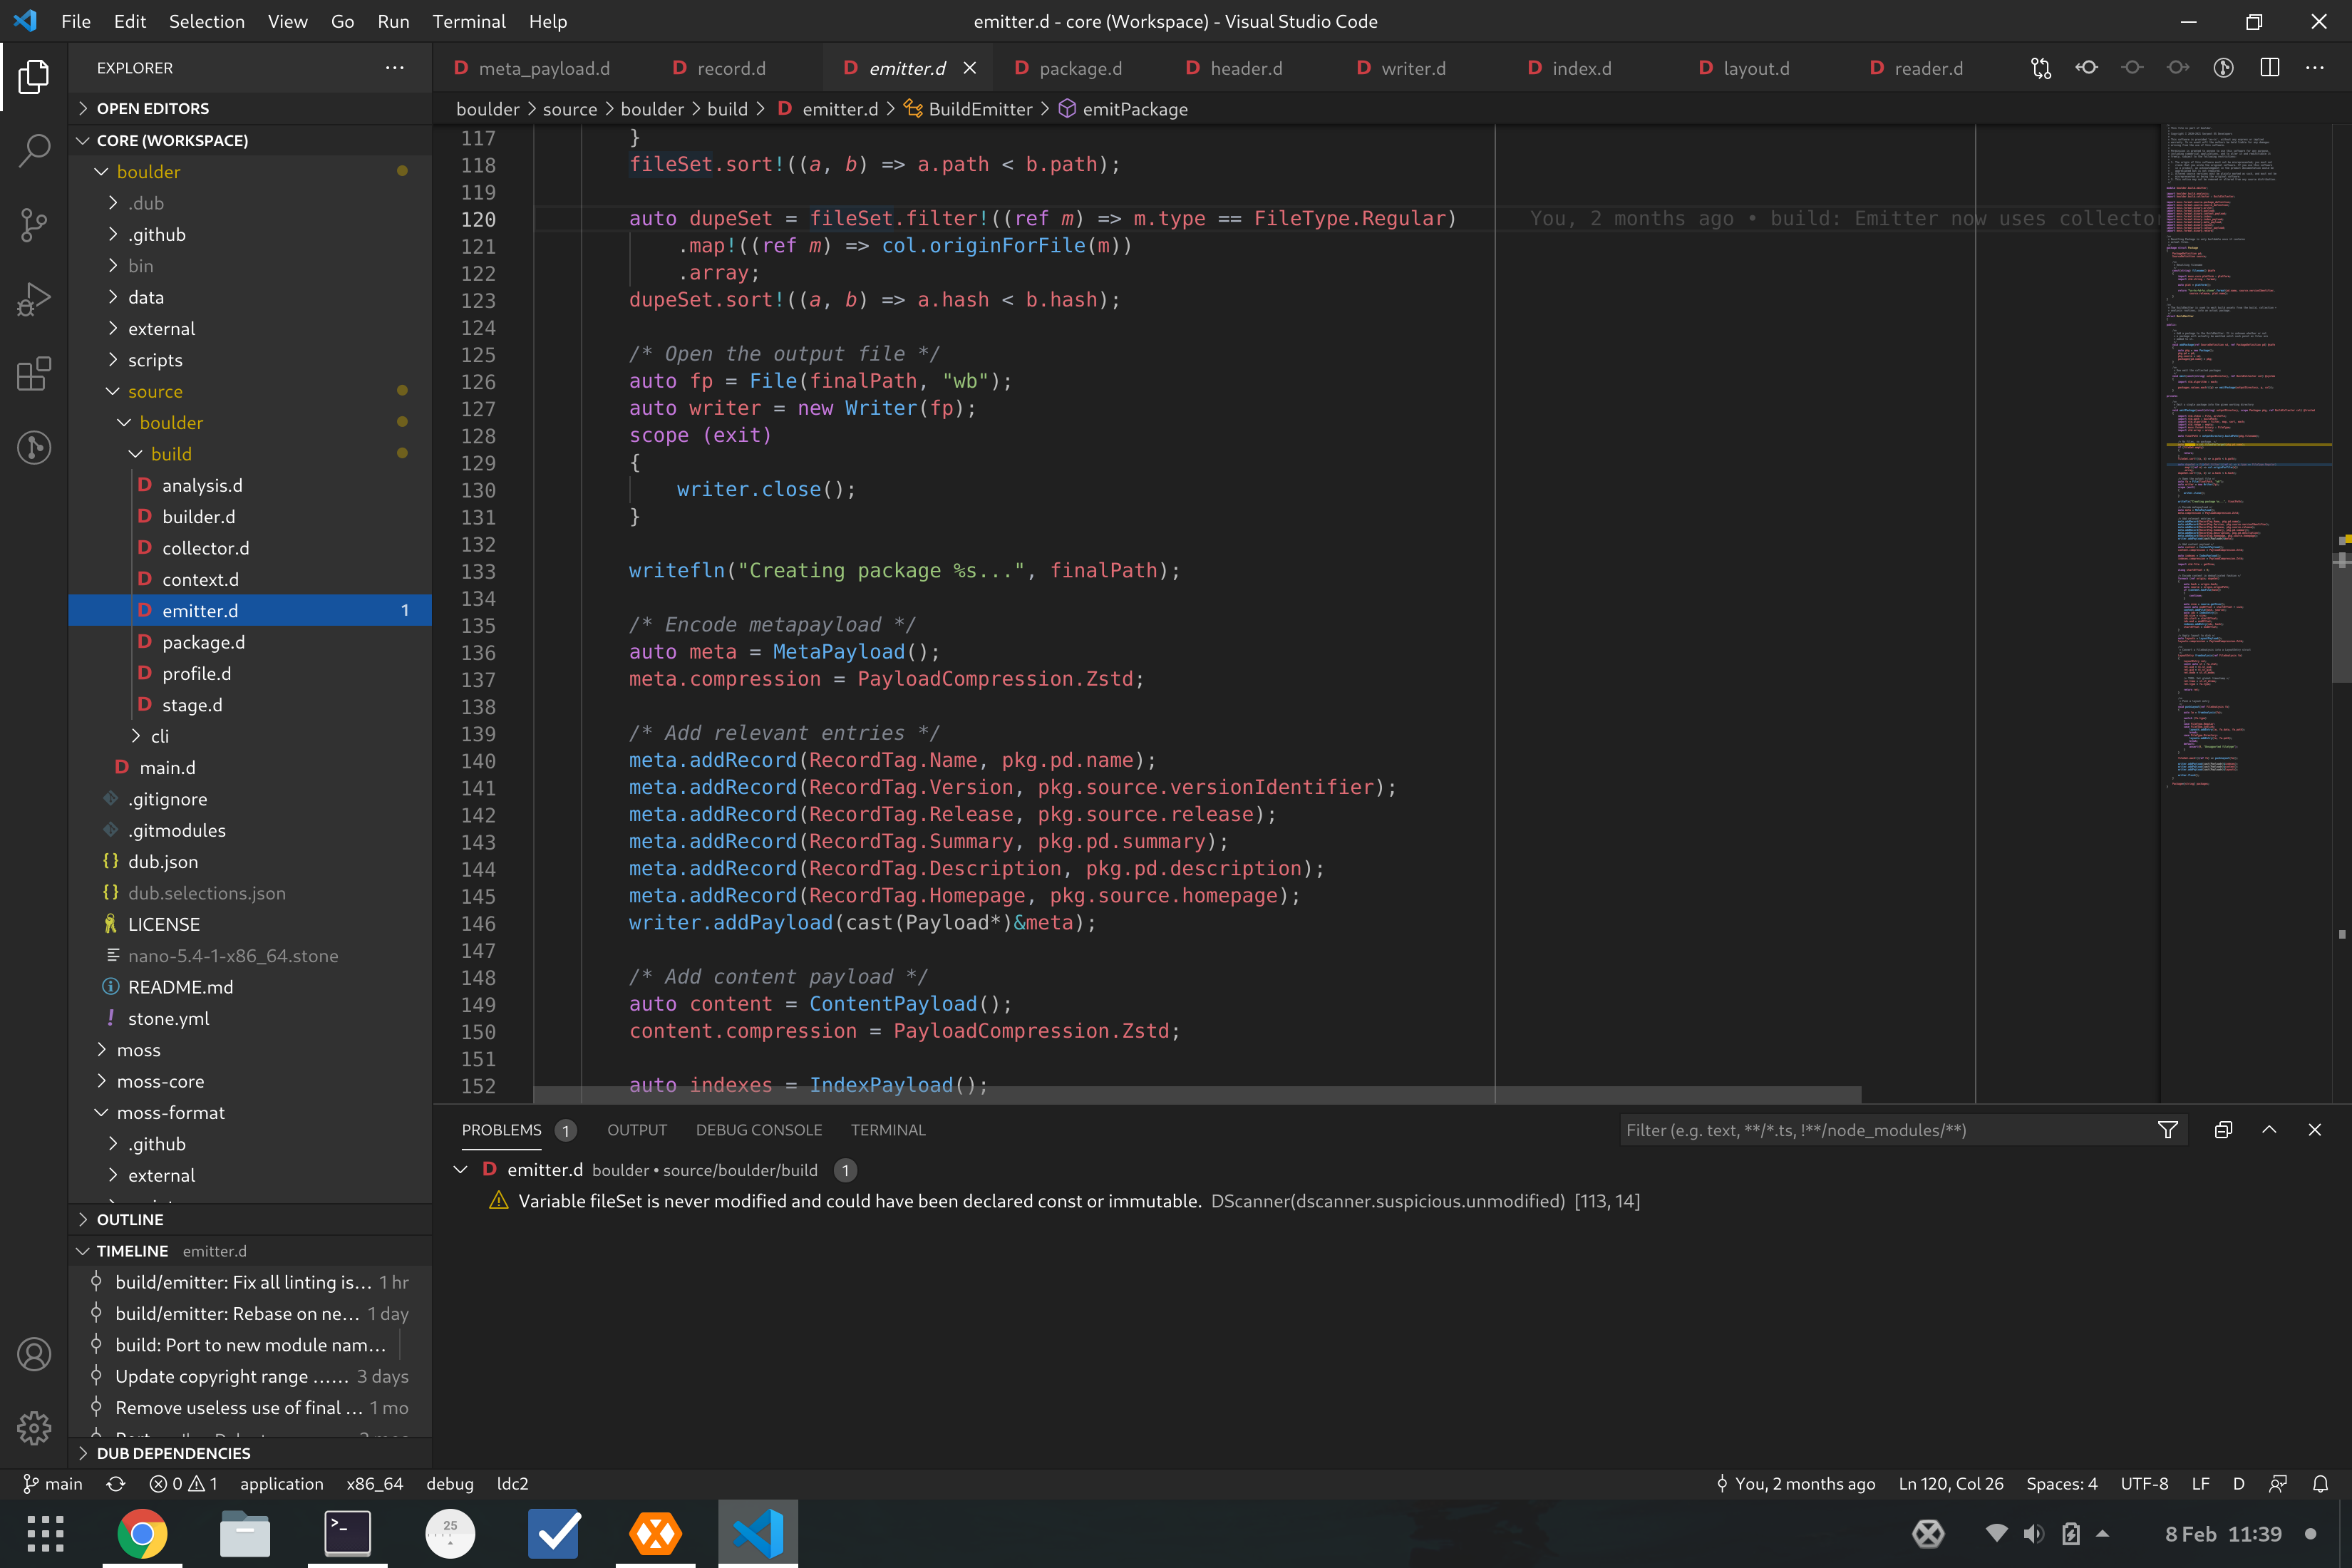 File Edit Selection View Go Run Terminal Help
emitter.d - core (Workspace) - Visual Studio Code
EXPLORER
OPEN EDITORS
CORE (WORKSPACE)
boulder
.dub
.github
bin
data
external
scripts
source
boulder
build
analysis.d
builder.d
collector.d
context.d
emitter.d 1
package.d
profile.d
stage.d
cli
main.d
.gitignore
.gitmodules
dub.json
dub.selections.json
LICENSE
nano-5.4-1-x86_64.stone
README.md
stone.yml
moss
moss-core
moss-format
.github
external
OUTLINE
TIMELINE emitter.d
build/emitter: Fix all linting is... 1 hr
build/emitter: Rebase on ne... 1 day
build: Port to new module nam...
Update copyright range ...... 3 days
Remove useless use of final ... 1 mo
DUB DEPENDENCIES
meta_payload.d record.d emitter.d package.d header.d writer.d index.d layout.d reader.d
boulder > source > boulder > build > emitter.d > BuildEmitter > emitPackage
117 }
118 fileSet.sort!((a, b) => a.path < b.path);
119
120 auto dupeSet = fileSet.filter!((ref m) => m.type == FileType.Regular) You, 2 months ago • build: Emitter now uses collecto
121 .map!((ref m) => col.originForFile(m))
122 .array;
123 dupeSet.sort!((a, b) => a.hash < b.hash);
124
125 /* Open the output file */
126 auto fp = File(finalPath, "wb");
127 auto writer = new Writer(fp);
128 scope (exit)
129 {
130 writer.close();
131 }
132
133 writefln("Creating package %s...", finalPath);
134
135 /* Encode metapayload */
136 auto meta = MetaPayload();
137 meta.compression = PayloadCompression.Zstd;
138
139 /* Add relevant entries */
140 meta.addRecord(RecordTag.Name, pkg.pd.name);
141 meta.addRecord(RecordTag.Version, pkg.source.versionIdentifier);
142 meta.addRecord(RecordTag.Release, pkg.source.release);
143 meta.addRecord(RecordTag.Summary, pkg.pd.summary);
144 meta.addRecord(RecordTag.Description, pkg.pd.description);
145 meta.addRecord(RecordTag.Homepage, pkg.source.homepage);
146 writer.addPayload(cast(Payload*)&meta);
147
148 /* Add content payload */
149 auto content = ContentPayload();
150 content.compression = PayloadCompression.Zstd;
151
152 auto indexes = IndexPayload();
PROBLEMS 1 OUTPUT DEBUG CONSOLE TERMINAL
Filter (e.g. text, **/*.ts, !**/node_modules/**)
emitter.d boulder • source/boulder/build 1
Variable fileSet is never modified and could have been declared const or immutable. DScanner(dscanner.suspicious.unmodified) [113, 14]
main 0 1 application x86_64 debug ldc2
You, 2 months ago Ln 120, Col 26 Spaces: 4 UTF-8 LF D
25
8 Feb 11:39